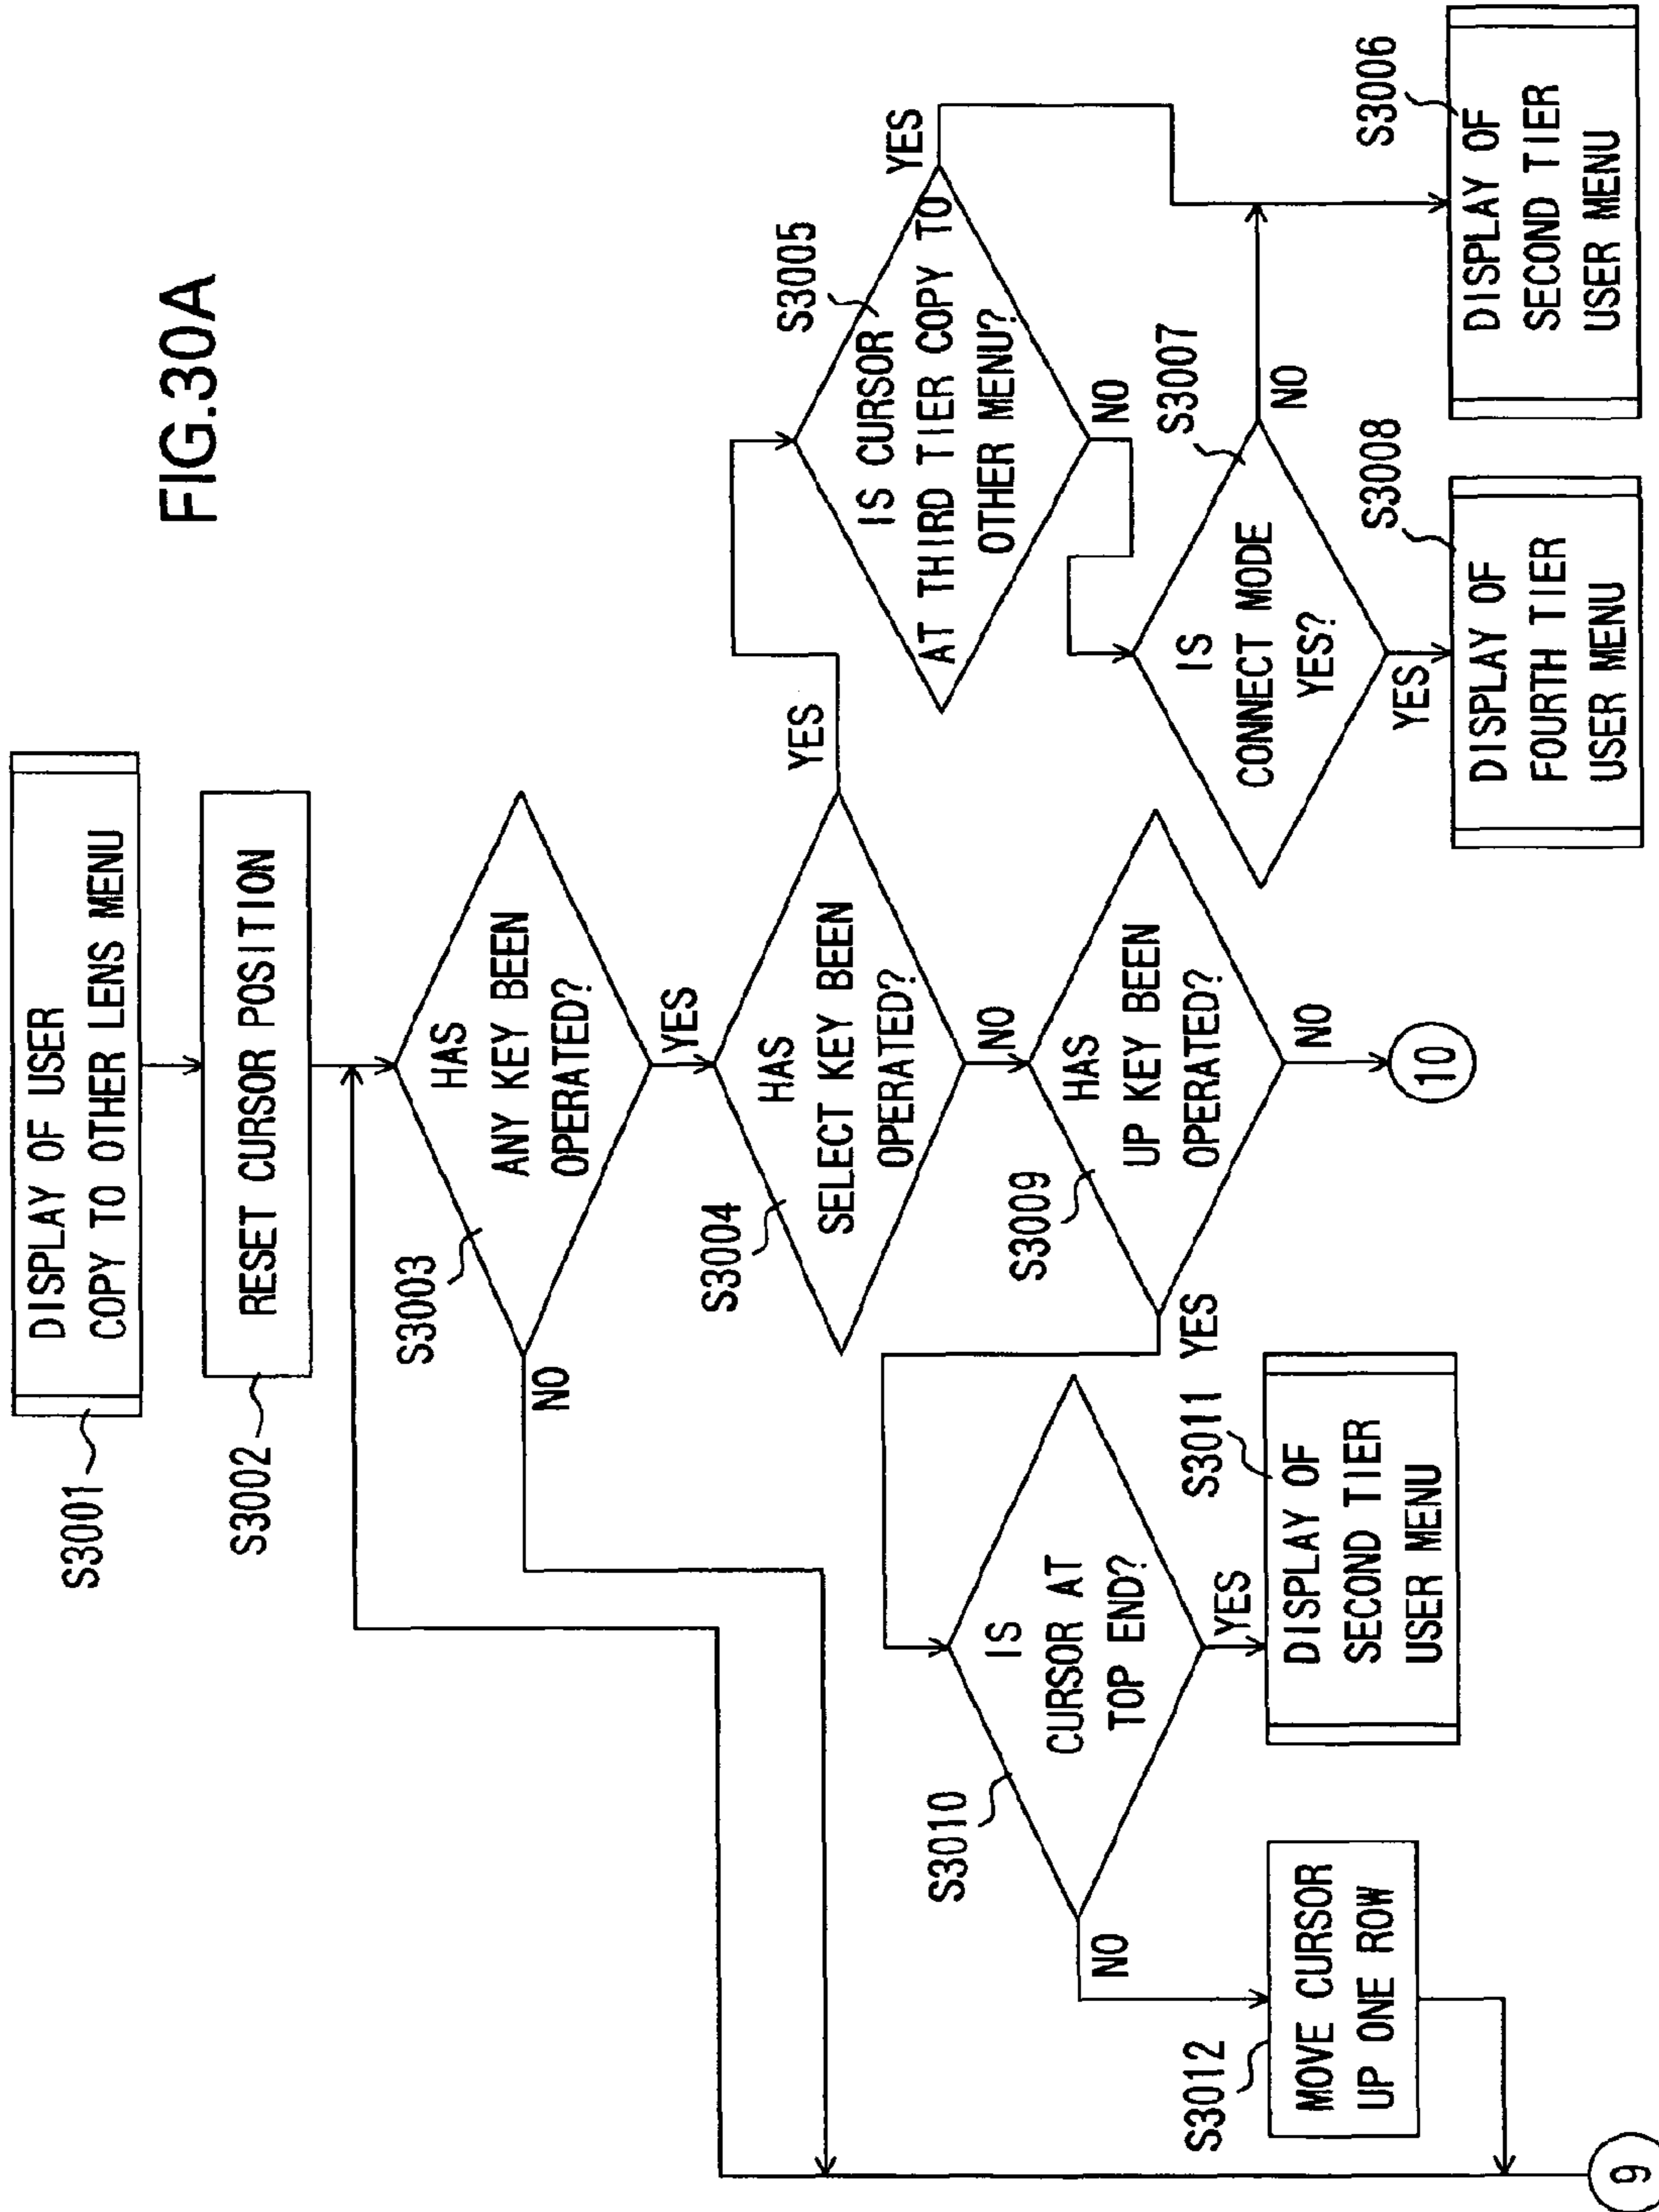 FIG.30A
S3001
DISPLAY OF USER
COPY TO OTHER LENS MENU
S3002
RESET CURSOR POSITION
S3003
HAS
ANY KEY BEEN
OPERATED?
NO
YES
S3004
HAS
SELECT KEY BEEN
OPERATED?
YES
NO
S3005
IS CURSOR
AT THIRD TIER COPY TO
OTHER MENU?
YES
NO
S3007
IS
CONNECT MODE
YES?
NO
YES
S3006
DISPLAY OF
SECOND TIER
USER MENU
S3008
DISPLAY OF
FOURTH TIER
USER MENU
S3009
HAS
UP KEY BEEN
OPERATED?
YES
NO
10
S3010
IS
CURSOR AT
TOP END?
NO
YES
S3011
DISPLAY OF
SECOND TIER
USER MENU
S3012
MOVE CURSOR
UP ONE ROW
9